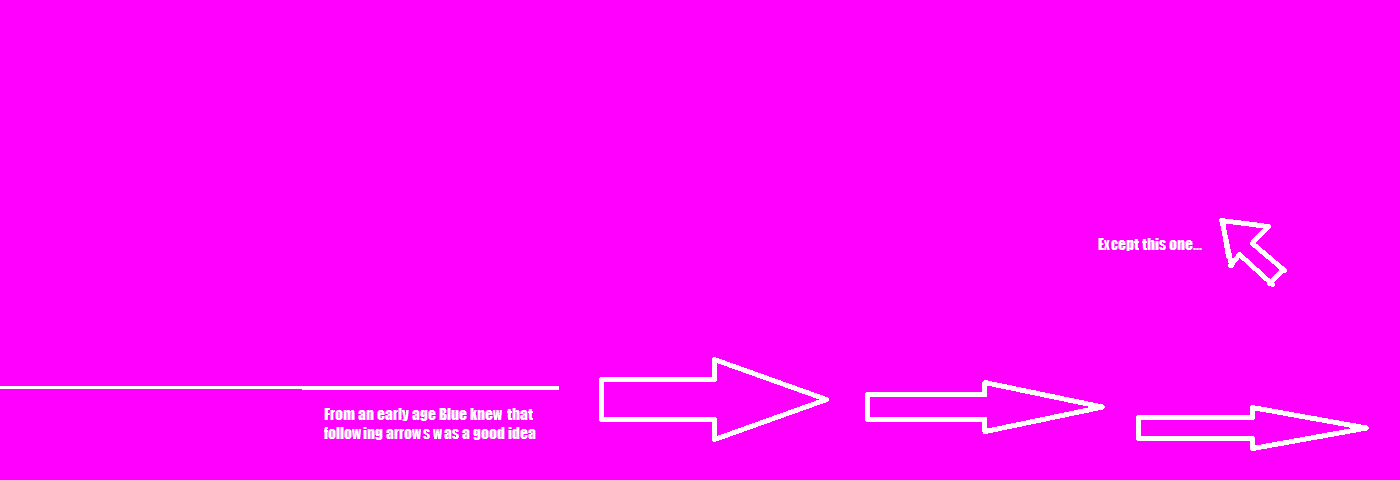 Except this one...
From an early age Blue knew that
following arrows was a good idea